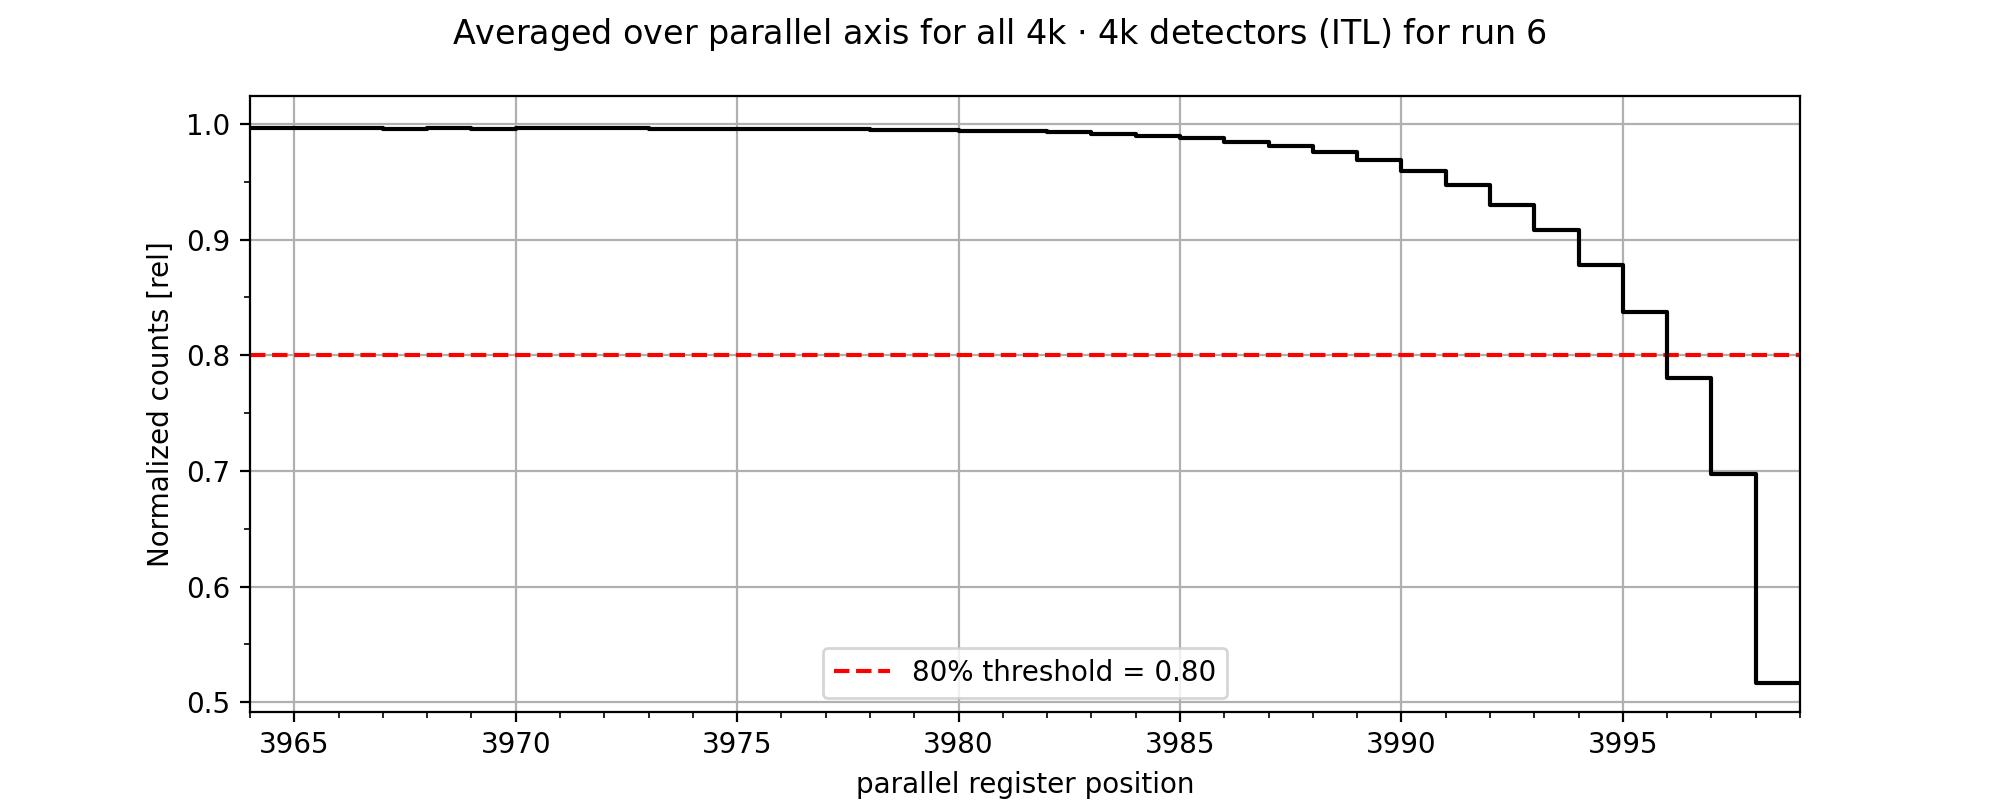 Averaged over parallel axis for all 4k · 4k detectors (ITL) for run 6
Normalized counts [rel]
1.0
0.9
0.8
0.7
0.6
0.5
80% threshold = 0.80
3965 3970 3975 3980 3985 3990 3995
parallel register position